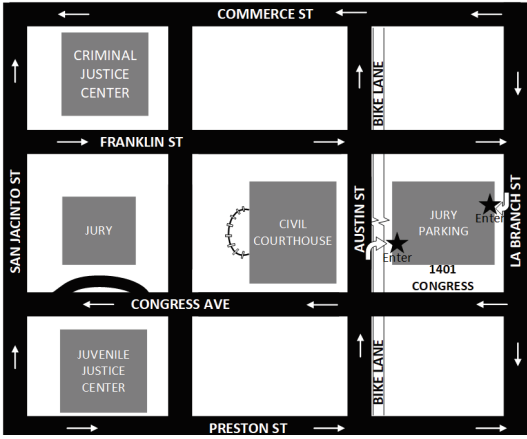 COMMERCE ST
CRIMINAL
JUSTICE
CENTER
BIKE LANE
FRANKLIN ST
SAN JACINTO ST
JURY
CIVIL
COURTHOUSE
AUSTIN ST
JURY
PARKING
Enter
Enter
1401
CONGRESS
LA BRANCH ST
CONGRESS AVE
JUVENILE
JUSTICE
CENTER
BIKE LANE
PRESTON ST